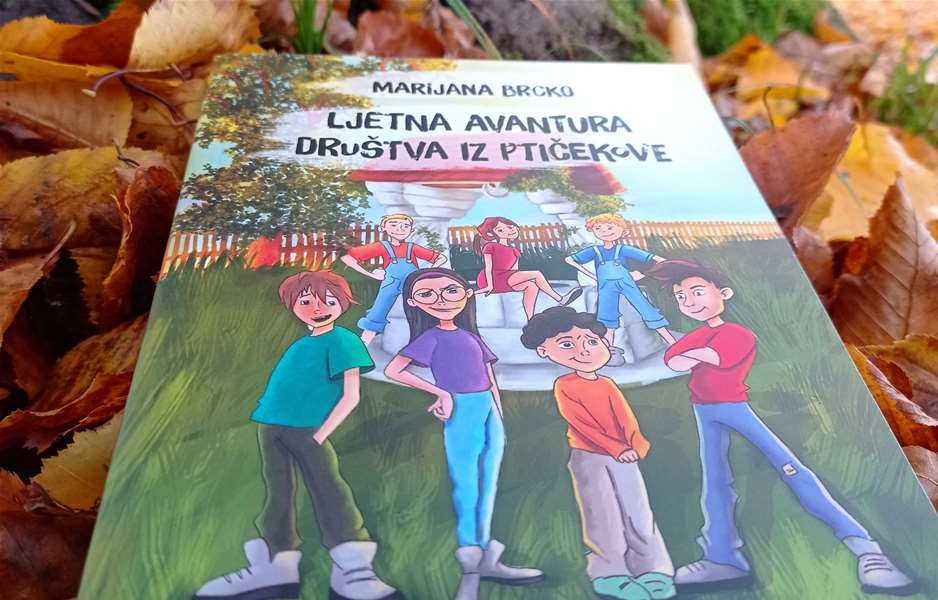 MARIJANA BRCKO
LJETNA AVANTURA
DRUŠTVA IZ PTIČEKOVE